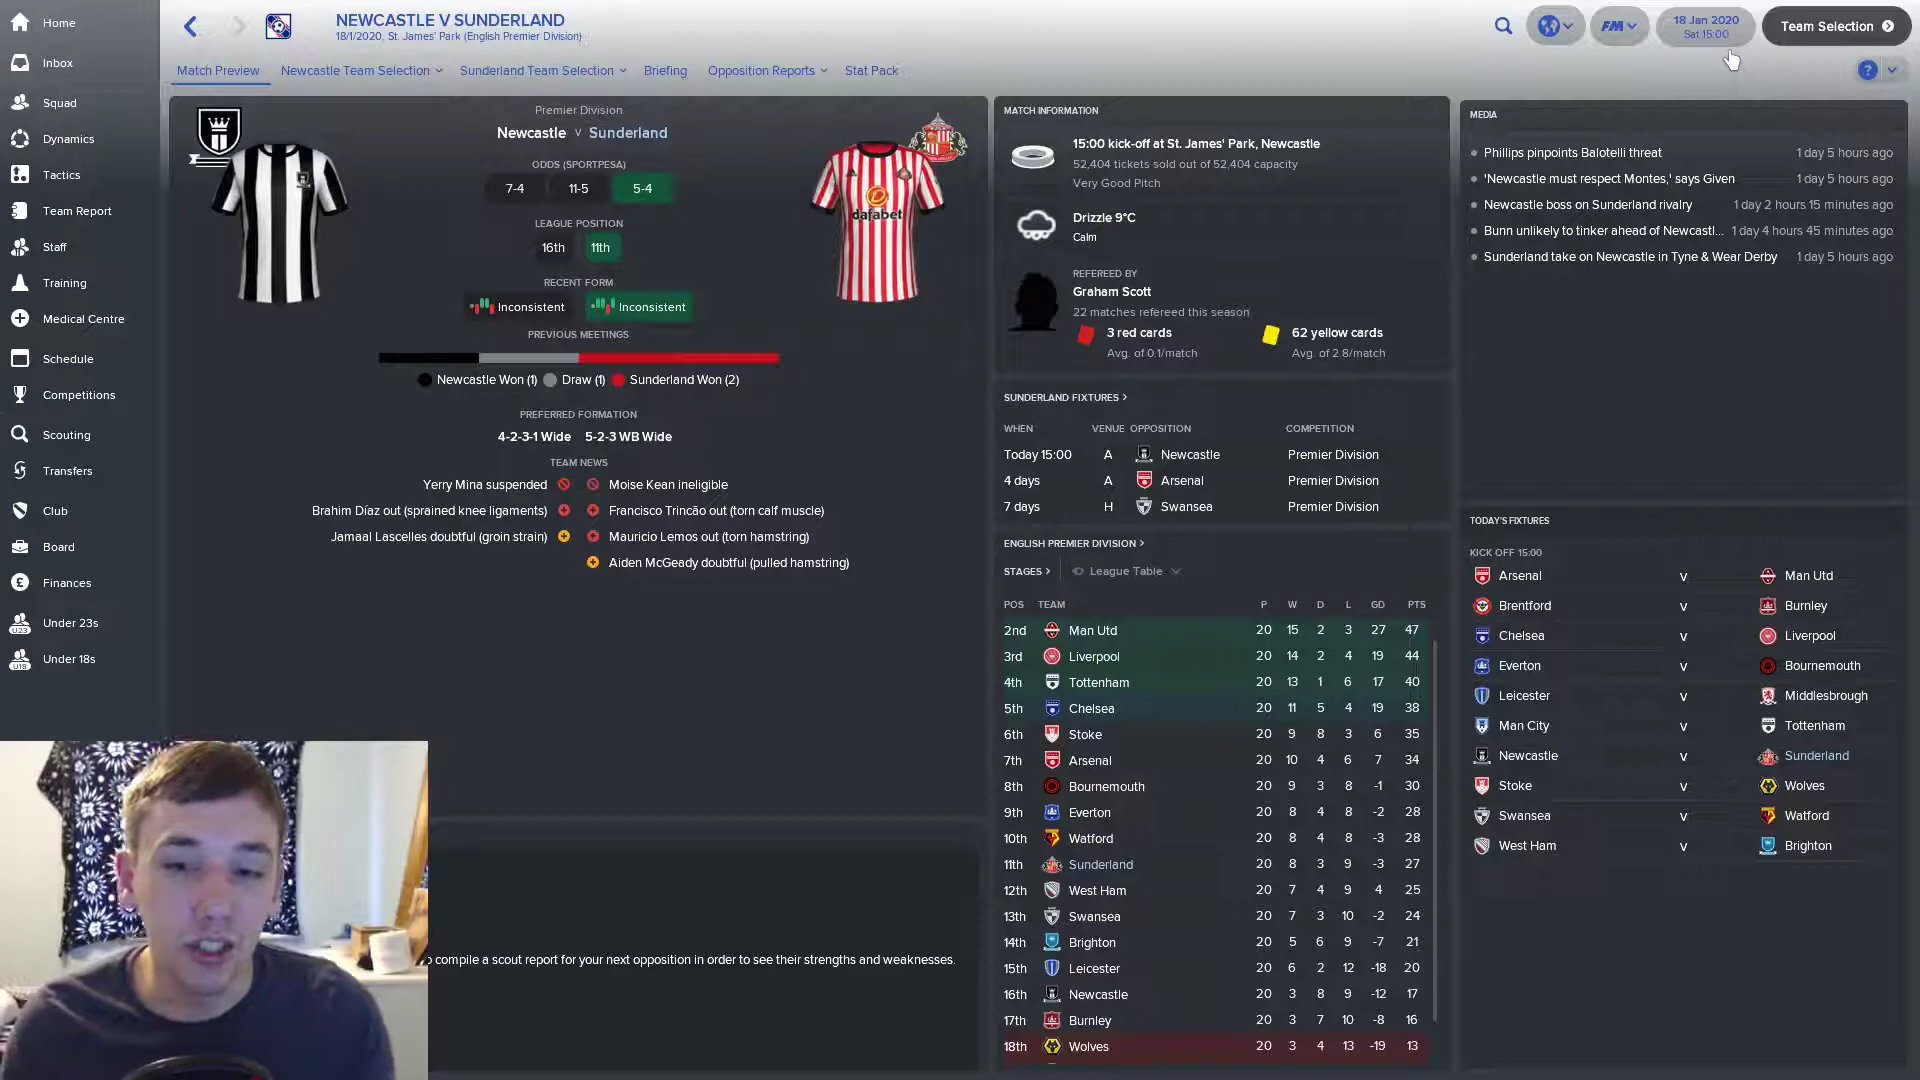 Home
Inbox
Squad
Dynamics
Tactics
Team Report
Staff
Training
Medical Centre
Schedule
Competitions
Scouting
Transfers
Club
Board
Finances
Under 23s
Under 18s
NEWCASTLE V SUNDERLAND
18/1/2020, St. James' Park (English Premier Division)
FM
18 Jan 2020
Sat 15:00
Team Selection
Match Preview
Newcastle Team Selection
Sunderland Team Selection
Briefing
Opposition Reports
Stat Pack
?
Premier Division
Newcastle v Sunderland
ODDS (SPORTPESA)
7-4 11-5 5-4
LEAGUE POSITION
16th 11th
RECENT FORM
Inconsistent Inconsistent
PREVIOUS MEETINGS
Newcastle Won (1) Draw (1) Sunderland Won (2)
PREFERRED FORMATION
4-2-3-1 Wide 5-2-3 WB Wide
TEAM NEWS
Yerry Mina suspended Moise Kean ineligible
Brahim Díaz out (sprained knee ligaments) Francisco Trincão out (torn calf muscle)
Jamaal Lascelles doubtful (groin strain) Mauricio Lemos out (torn hamstring)
Aiden McGeady doubtful (pulled hamstring)
dafabet
compile a scout report for your next opposition in order to see their strengths and weaknesses.
MATCH INFORMATION
15:00 kick-off at St. James' Park, Newcastle
52,404 tickets sold out of 52,404 capacity
Very Good Pitch
Drizzle 9°C
Calm
REFEREED BY
Graham Scott
22 matches refereed this season
3 red cards 62 yellow cards
Avg. of 0.1/match Avg. of 2.8/match
SUNDERLAND FIXTURES >
WHEN VENUE OPPOSITION COMPETITION
Today 15:00 A Newcastle Premier Division
4 days A Arsenal Premier Division
7 days H Swansea Premier Division
ENGLISH PREMIER DIVISION >
STAGES > League Table
POS TEAM P W D L GD PTS
2nd Man Utd 20 15 2 3 27 47
3rd Liverpool 20 14 2 4 19 44
4th Tottenham 20 13 1 6 17 40
5th Chelsea 20 11 5 4 19 38
6th Stoke 20 9 8 3 6 35
7th Arsenal 20 10 4 6 7 34
8th Bournemouth 20 9 3 8 -1 30
9th Everton 20 8 4 8 -2 28
10th Watford 20 8 4 8 -3 28
11th Sunderland 20 8 3 9 -3 27
12th West Ham 20 7 4 9 4 25
13th Swansea 20 7 3 10 -2 24
14th Brighton 20 5 6 9 -7 21
15th Leicester 20 6 2 12 -18 20
16th Newcastle 20 3 8 9 -12 17
17th Burnley 20 3 7 10 -8 16
18th Wolves 20 3 4 13 -19 13
MEDIA
Phillips pinpoints Balotelli threat 1 day 5 hours ago
'Newcastle must respect Montes,' says Given 1 day 5 hours ago
Newcastle boss on Sunderland rivalry 1 day 2 hours 15 minutes ago
Bunn unlikely to tinker ahead of Newcastl... 1 day 4 hours 45 minutes ago
Sunderland take on Newcastle in Tyne & Wear Derby 1 day 5 hours ago
TODAY'S FIXTURES
KICK OFF 15:00
Arsenal v Man Utd
Brentford v Burnley
Chelsea v Liverpool
Everton v Bournemouth
Leicester v Middlesbrough
Man City v Tottenham
Newcastle v Sunderland
Stoke v Wolves
Swansea v Watford
West Ham v Brighton